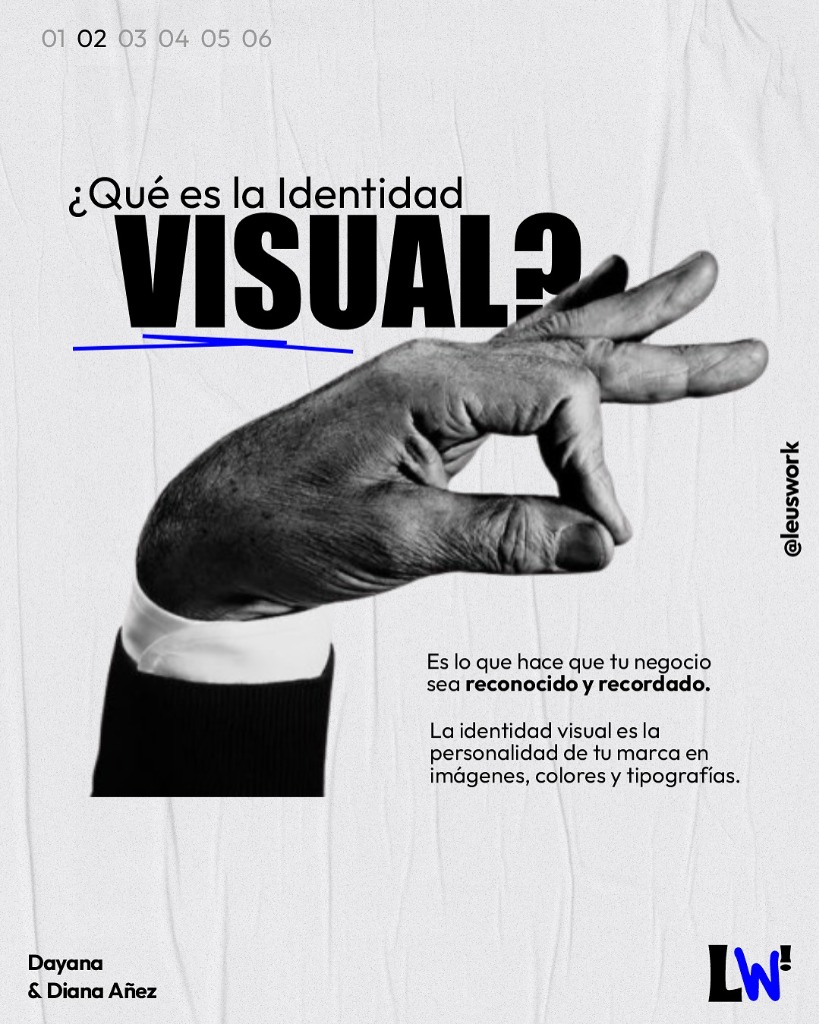 01 02 03 04 05 06
¿Qué es la Identidad
VISUAL?
@leuswork
Es lo que hace que tu negocio
sea reconocido y recordado.
La identidad visual es la
personalidad de tu marca en
imágenes, colores y tipografías.
Dayana
& Diana Añez
LW!